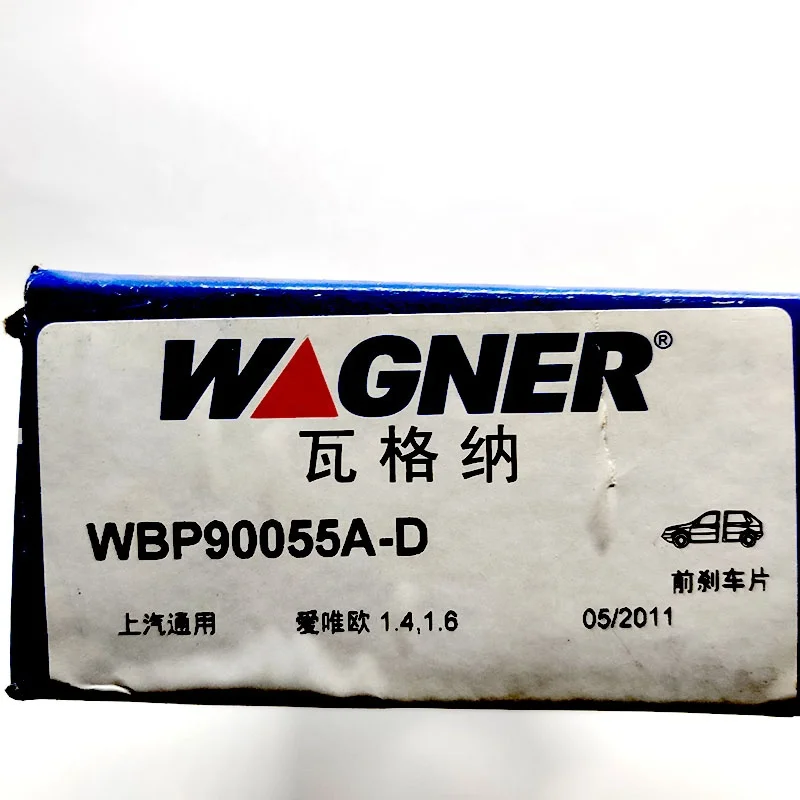 WAGNER®
瓦格纳
WBP90055A-D
前刹车片
上汽通用 爱唯欧 1.4,1.6 05/2011